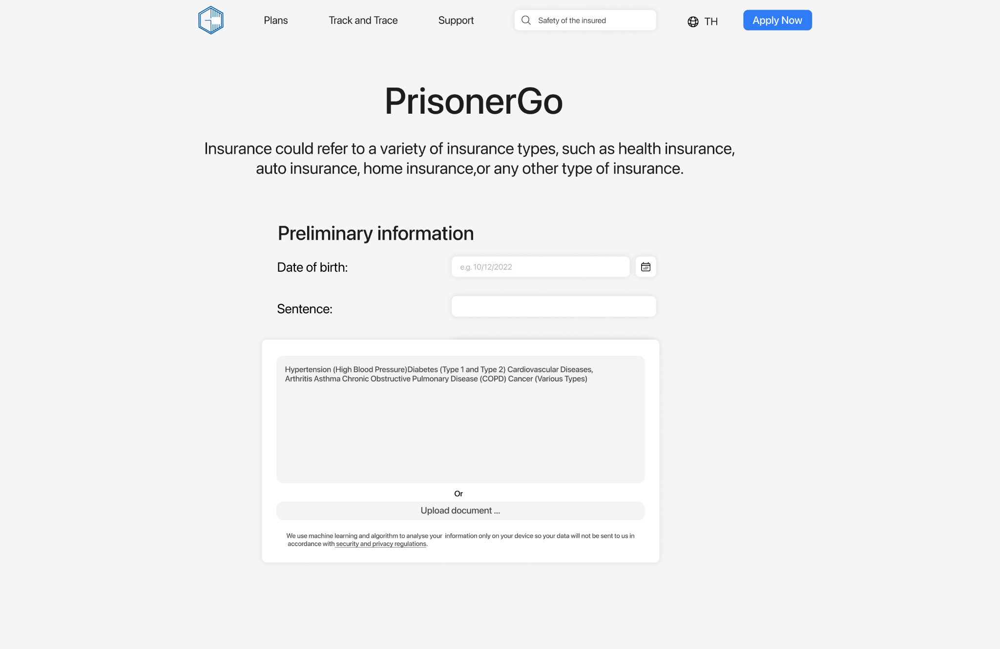 Plans
Track and Trace
Support
Safety of the insured
TH
Apply Now
PrisonerGo
Insurance could refer to a variety of insurance types, such as health insurance,
auto insurance, home insurance,or any other type of insurance.
Preliminary information
Date of birth:
e.g. 10/12/2022
Sentence:
Hypertension (High Blood Pressure)Diabetes (Type 1 and Type 2) Cardiovascular Diseases,
Arthritis Asthma Chronic Obstructive Pulmonary Disease (COPD) Cancer (Various Types)
Or
Upload document ...
We use machine learning and algorithm to analyse your  information only on your device so your data will not be sent to us in
accordance with security and privacy regulations.